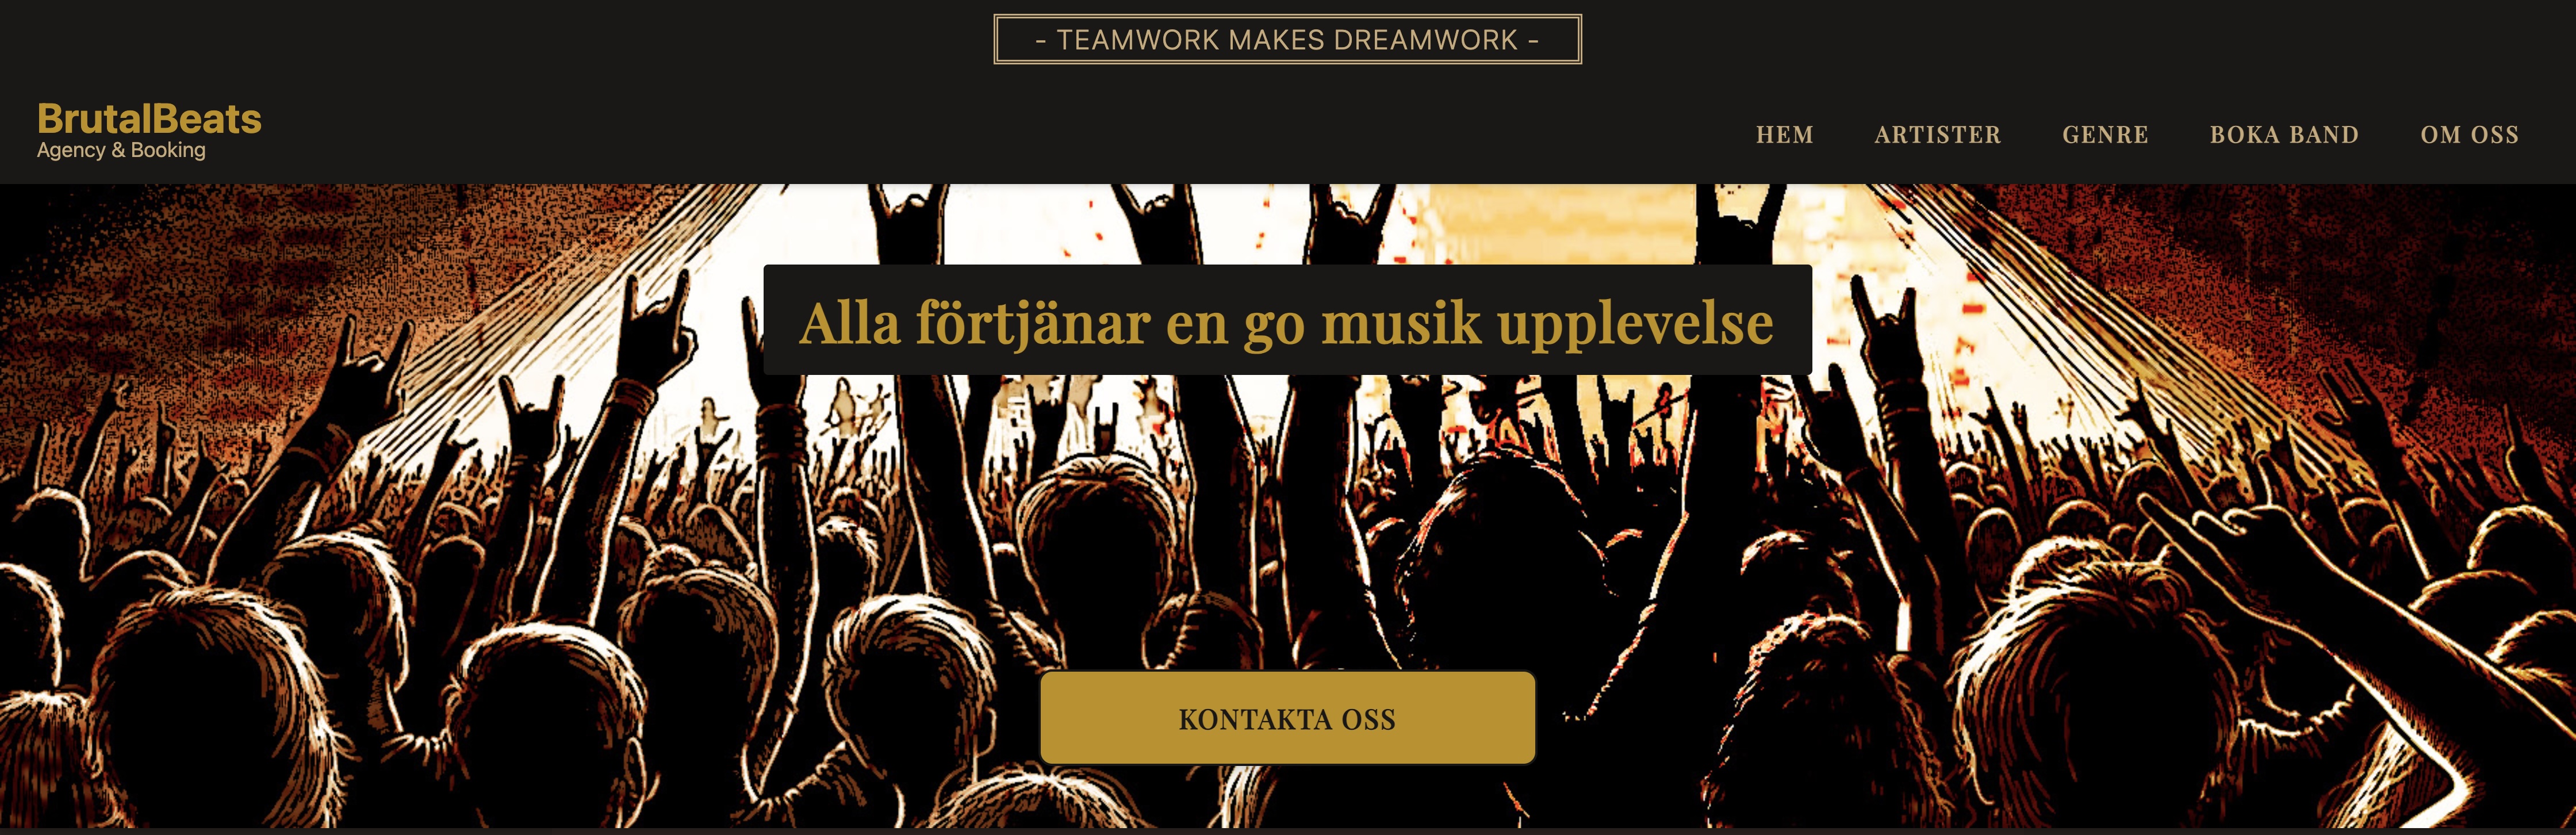 - TEAMWORK MAKES DREAMWORK -
BrutalBeats
Agency & Booking
HEM ARTISTER GENRE BOKA BAND OM OSS
Alla förtjänar en go musik upplevelse
KONTAKTA OSS